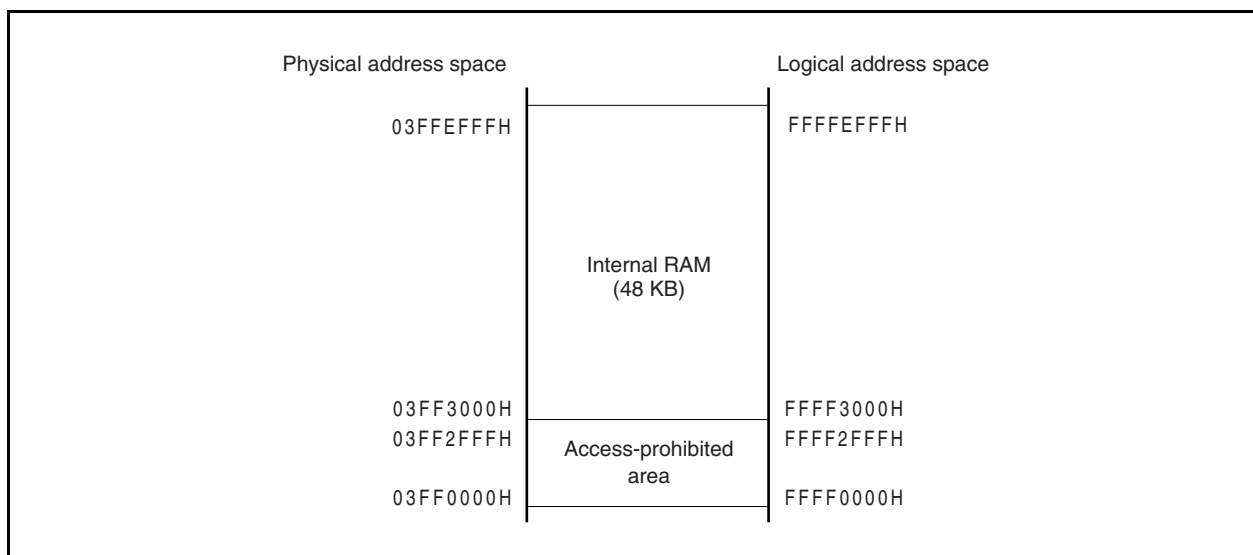 Physical address space
Logical address space
03FFEFFFH
FFFFEFFFH
Internal RAM
(48 KB)
03FF3000H
FFFF3000H
03FF2FFFH
FFFF2FFFH
Access-prohibited
area
03FF0000H
FFFF0000H